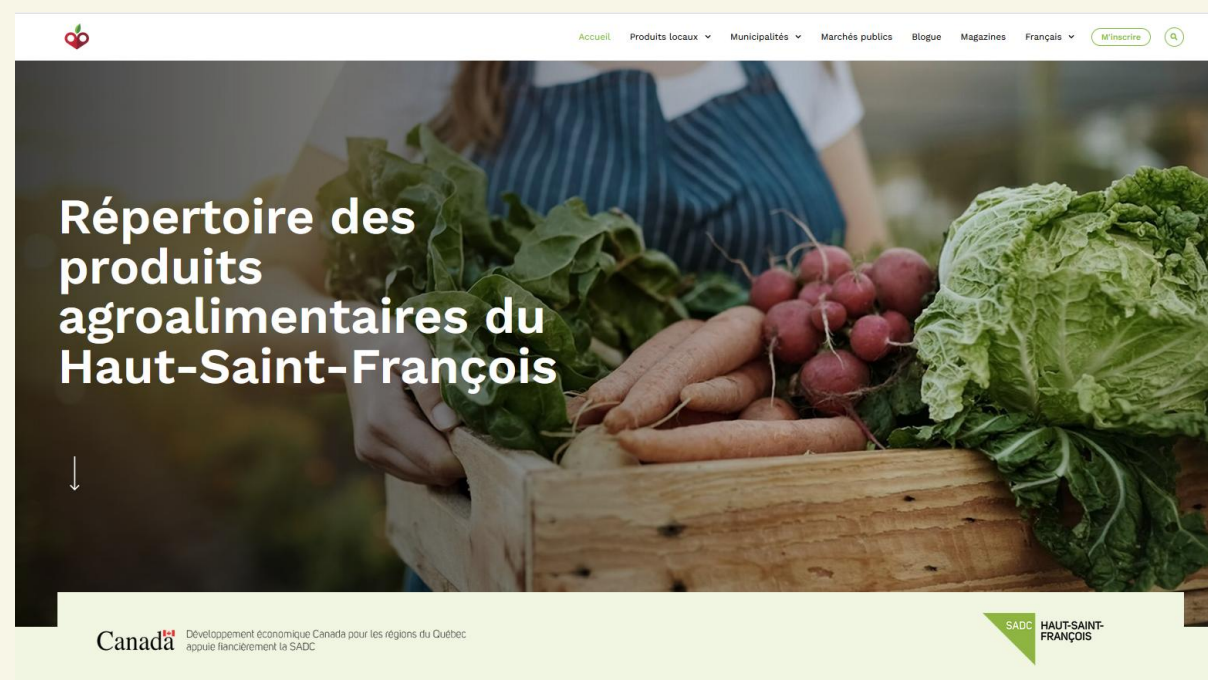 Accueil Produits locaux Municipalités Marchés publics Blogue Magazines Français M'inscrire
Répertoire des
produits
agroalimentaires du
Haut-Saint-François
Canada
Développement économique Canada pour les régions du Québec
appuie fiancièrement la SADC
SADC HAUT-SAINT-
FRANÇOIS